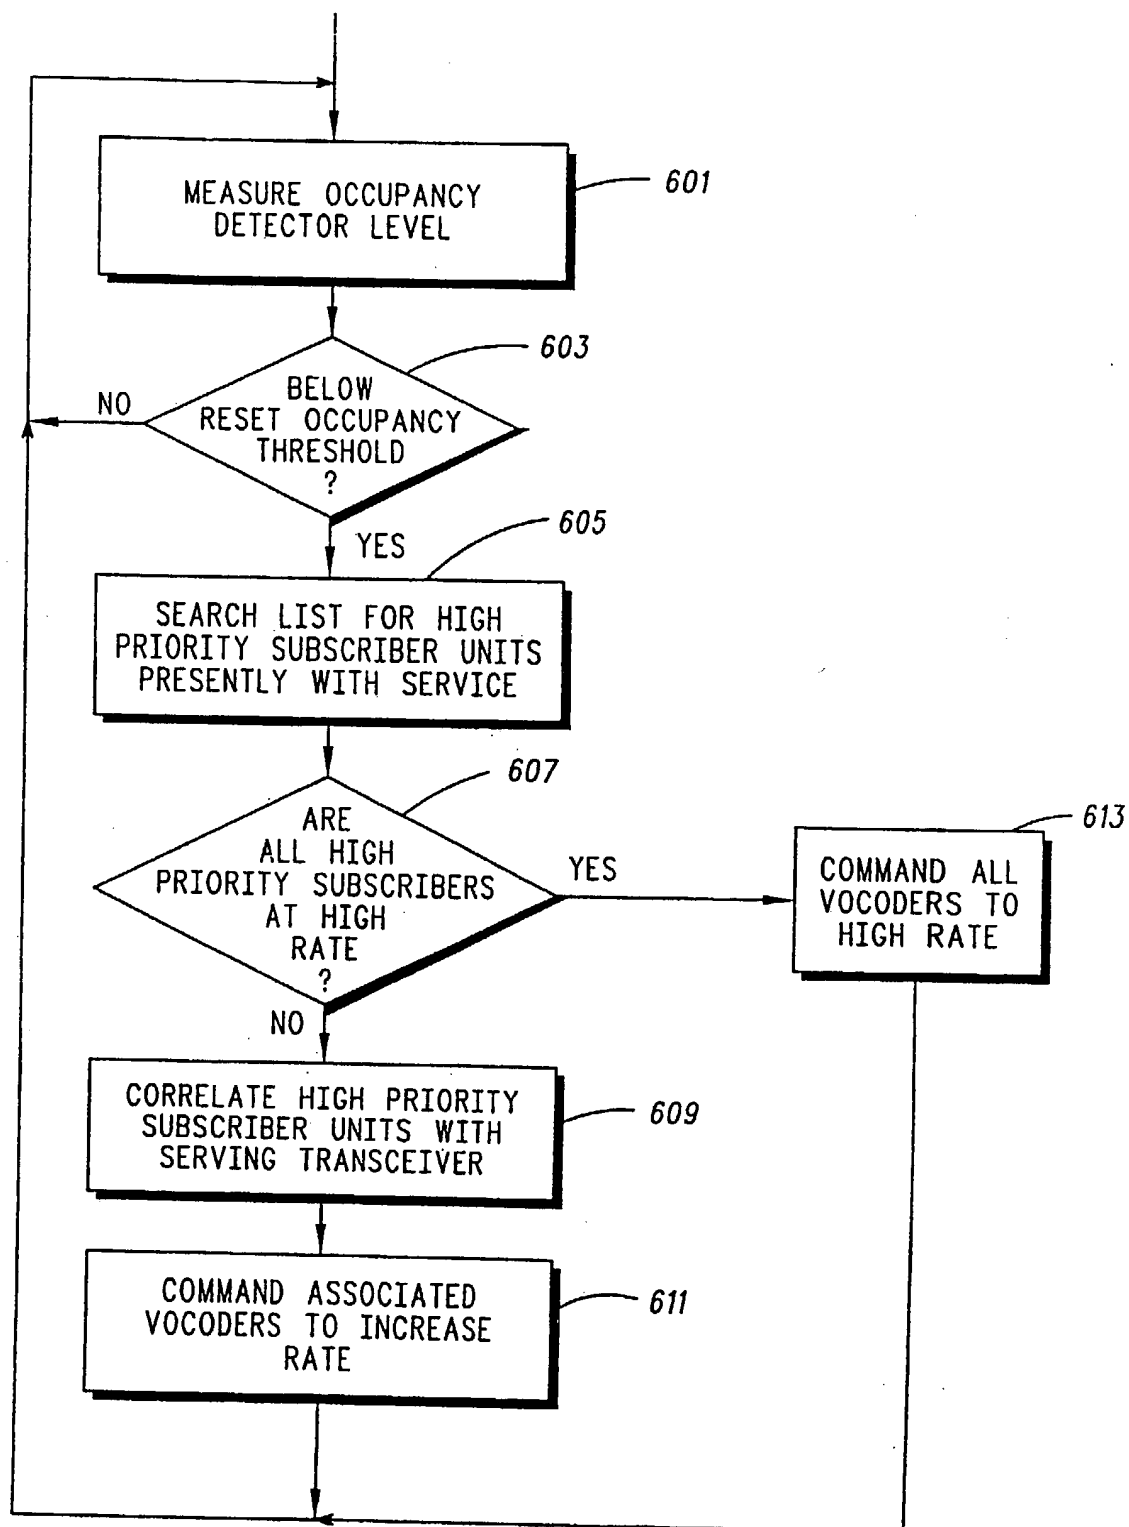 MEASURE OCCUPANCY
DETECTOR LEVEL
601
BELOW
RESET OCCUPANCY
THRESHOLD
?
603
NO
YES
605
SEARCH LIST FOR HIGH
PRIORITY SUBSCRIBER UNITS
PRESENTLY WITH SERVICE
607
ARE
ALL HIGH
PRIORITY SUBSCRIBERS
AT HIGH
RATE
?
YES
613
COMMAND ALL
VOCODERS TO
HIGH RATE
NO
CORRELATE HIGH PRIORITY
SUBSCRIBER UNITS WITH
SERVING TRANSCEIVER
609
COMMAND ASSOCIATED
VOCODERS TO INCREASE
RATE
611